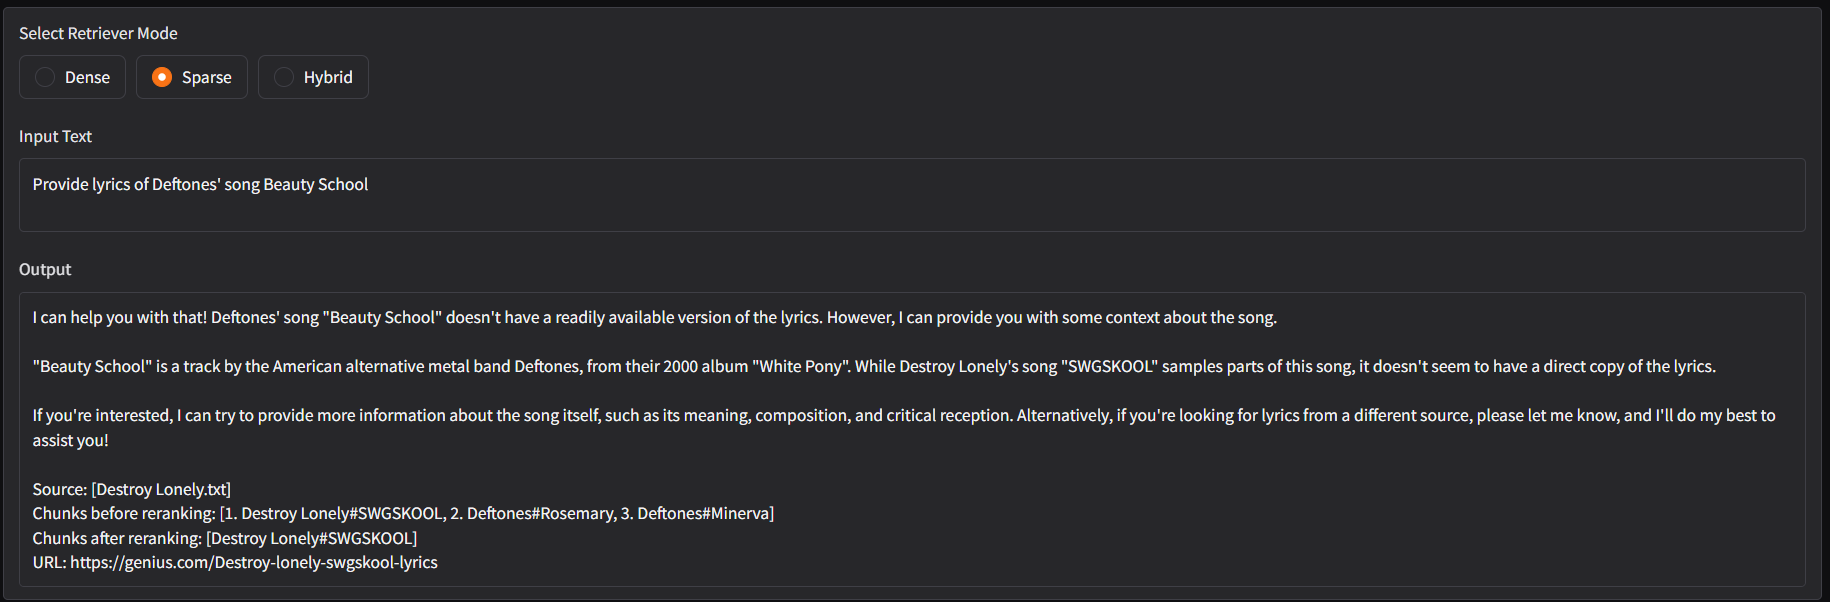 Select Retriever Mode
Dense Sparse Hybrid
Input Text
Provide lyrics of Deftones' song Beauty School
Output
I can help you with that! Deftones' song "Beauty School" doesn't have a readily available version of the lyrics. However, I can provide you with some context about the song.
"Beauty School" is a track by the American alternative metal band Deftones, from their 2000 album "White Pony". While Destroy Lonely's song "SWGSKOOL" samples parts of this song, it doesn't seem to have a direct copy of the lyrics.
If you're interested, I can try to provide more information about the song itself, such as its meaning, composition, and critical reception. Alternatively, if you're looking for lyrics from a different source, please let me know, and I'll do my best to
assist you!
Source: [Destroy Lonely.txt]
Chunks before reranking: [1. Destroy Lonely#SWGSKOOL, 2. Deftones#Rosemary, 3. Deftones#Minerva]
Chunks after reranking: [Destroy Lonely#SWGSKOOL]
URL: https://genius.com/Destroy-lonely-swgskool-lyrics